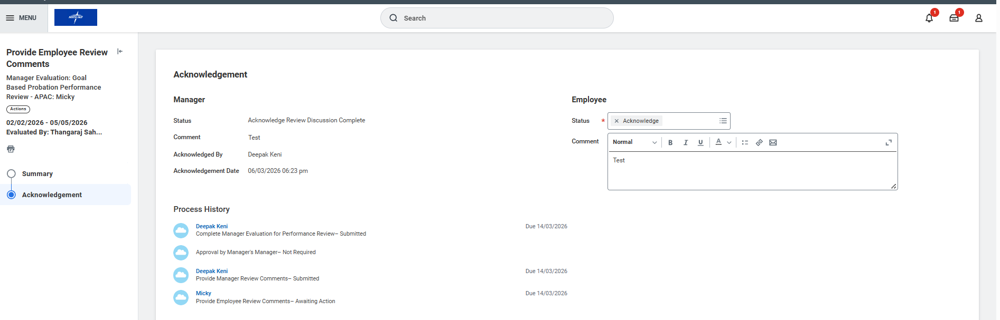 MENU
MEDLINE
Search
1
1
Provide Employee Review
Comments
Manager Evaluation: Goal
Based Probation Performance
Review - APAC: Micky
Actions
02/02/2026 - 05/05/2026
Evaluated By: Thangaraj Sah...
Summary
Acknowledgement
Acknowledgement
Manager
Status Acknowledge Review Discussion Complete
Comment Test
Acknowledged By Deepak Keni
Acknowledgement Date 06/03/2026 06:23 pm
Employee
Status * × Acknowledge
Comment Normal B I U A
Test
Process History
Deepak Keni Due 14/03/2026
Complete Manager Evaluation for Performance Review– Submitted
Approval by Manager's Manager– Not Required
Deepak Keni Due 14/03/2026
Provide Manager Review Comments– Submitted
Micky Due 14/03/2026
Provide Employee Review Comments– Awaiting Action